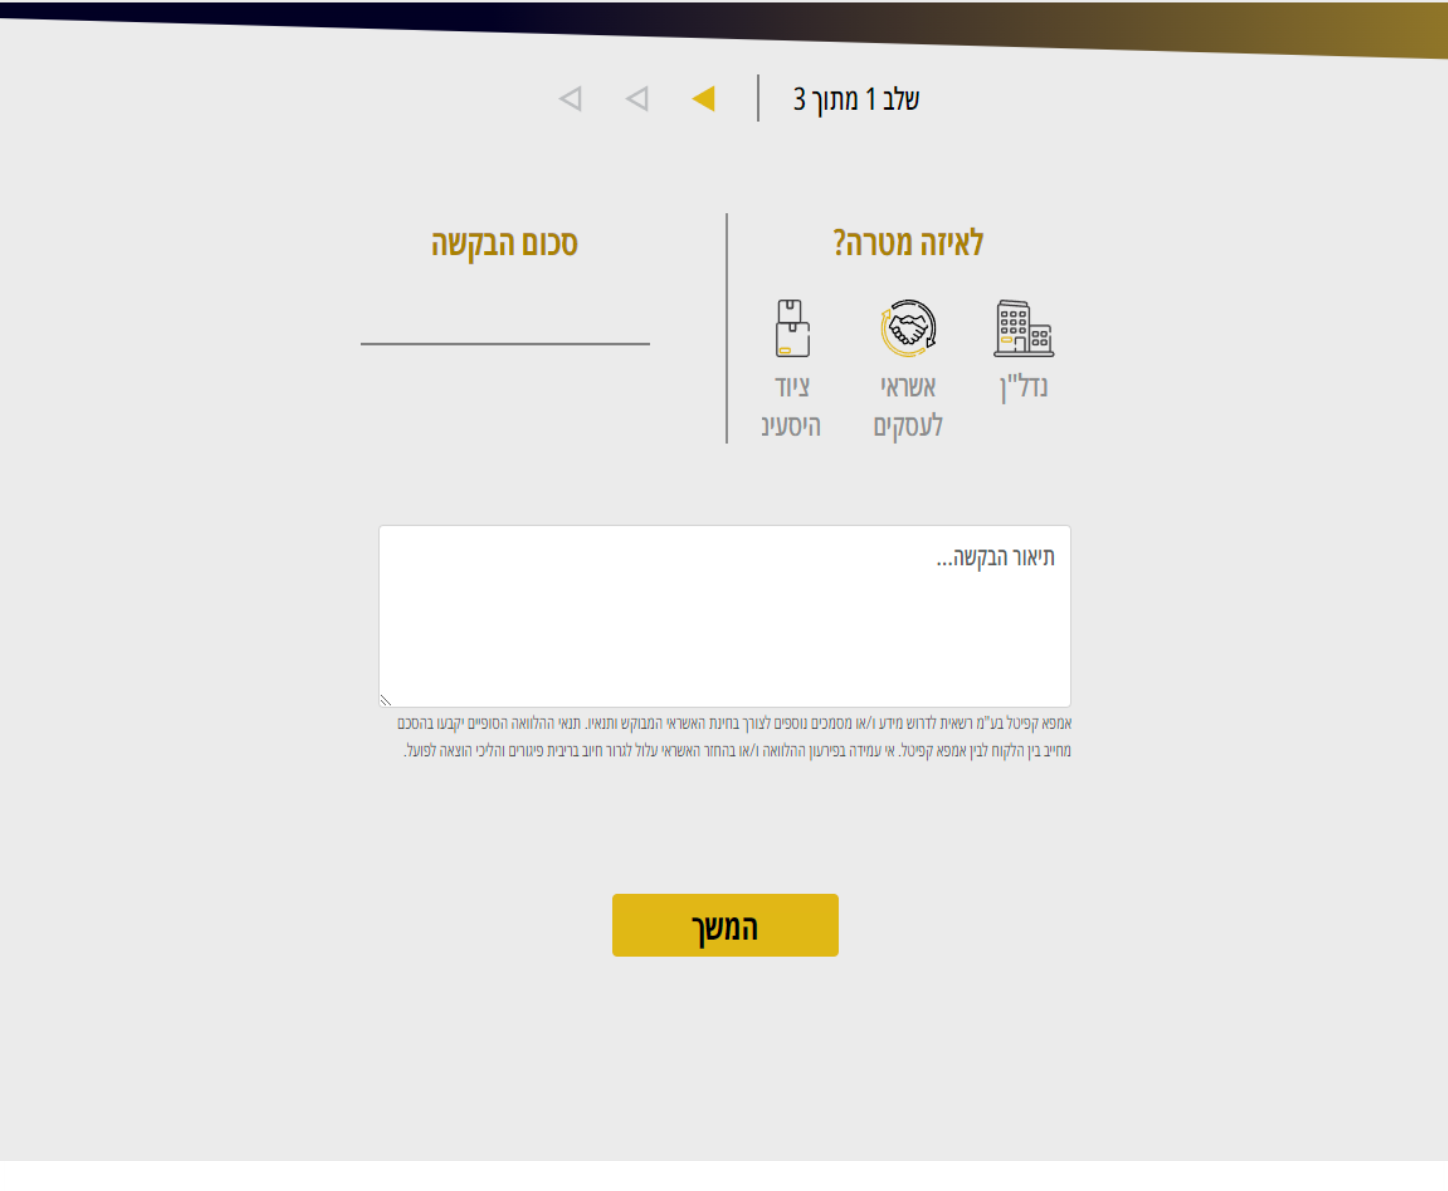 שלב 1 מתוך 3
לאיזה מטרה?
נדל"ן
אשראי
לעסקים
ציוד
היסעינ
סכום הבקשה
תיאור הבקשה...
אמפא קפיטל בע"מ רשאית לדרוש מידע ו/או מסמכים נוספים לצורך בחינת האשראי המבוקש ותנאיו. תנאי ההלוואה הסופיים יקבעו בהסכם
מחייב בין הלקוח לבין אמפא קפיטל. אי עמידה בפירעון ההלוואה ו/או בהחזר האשראי עלול לגרור חיוב בריבית פיגורים והליכי הוצאה לפועל.
המשך